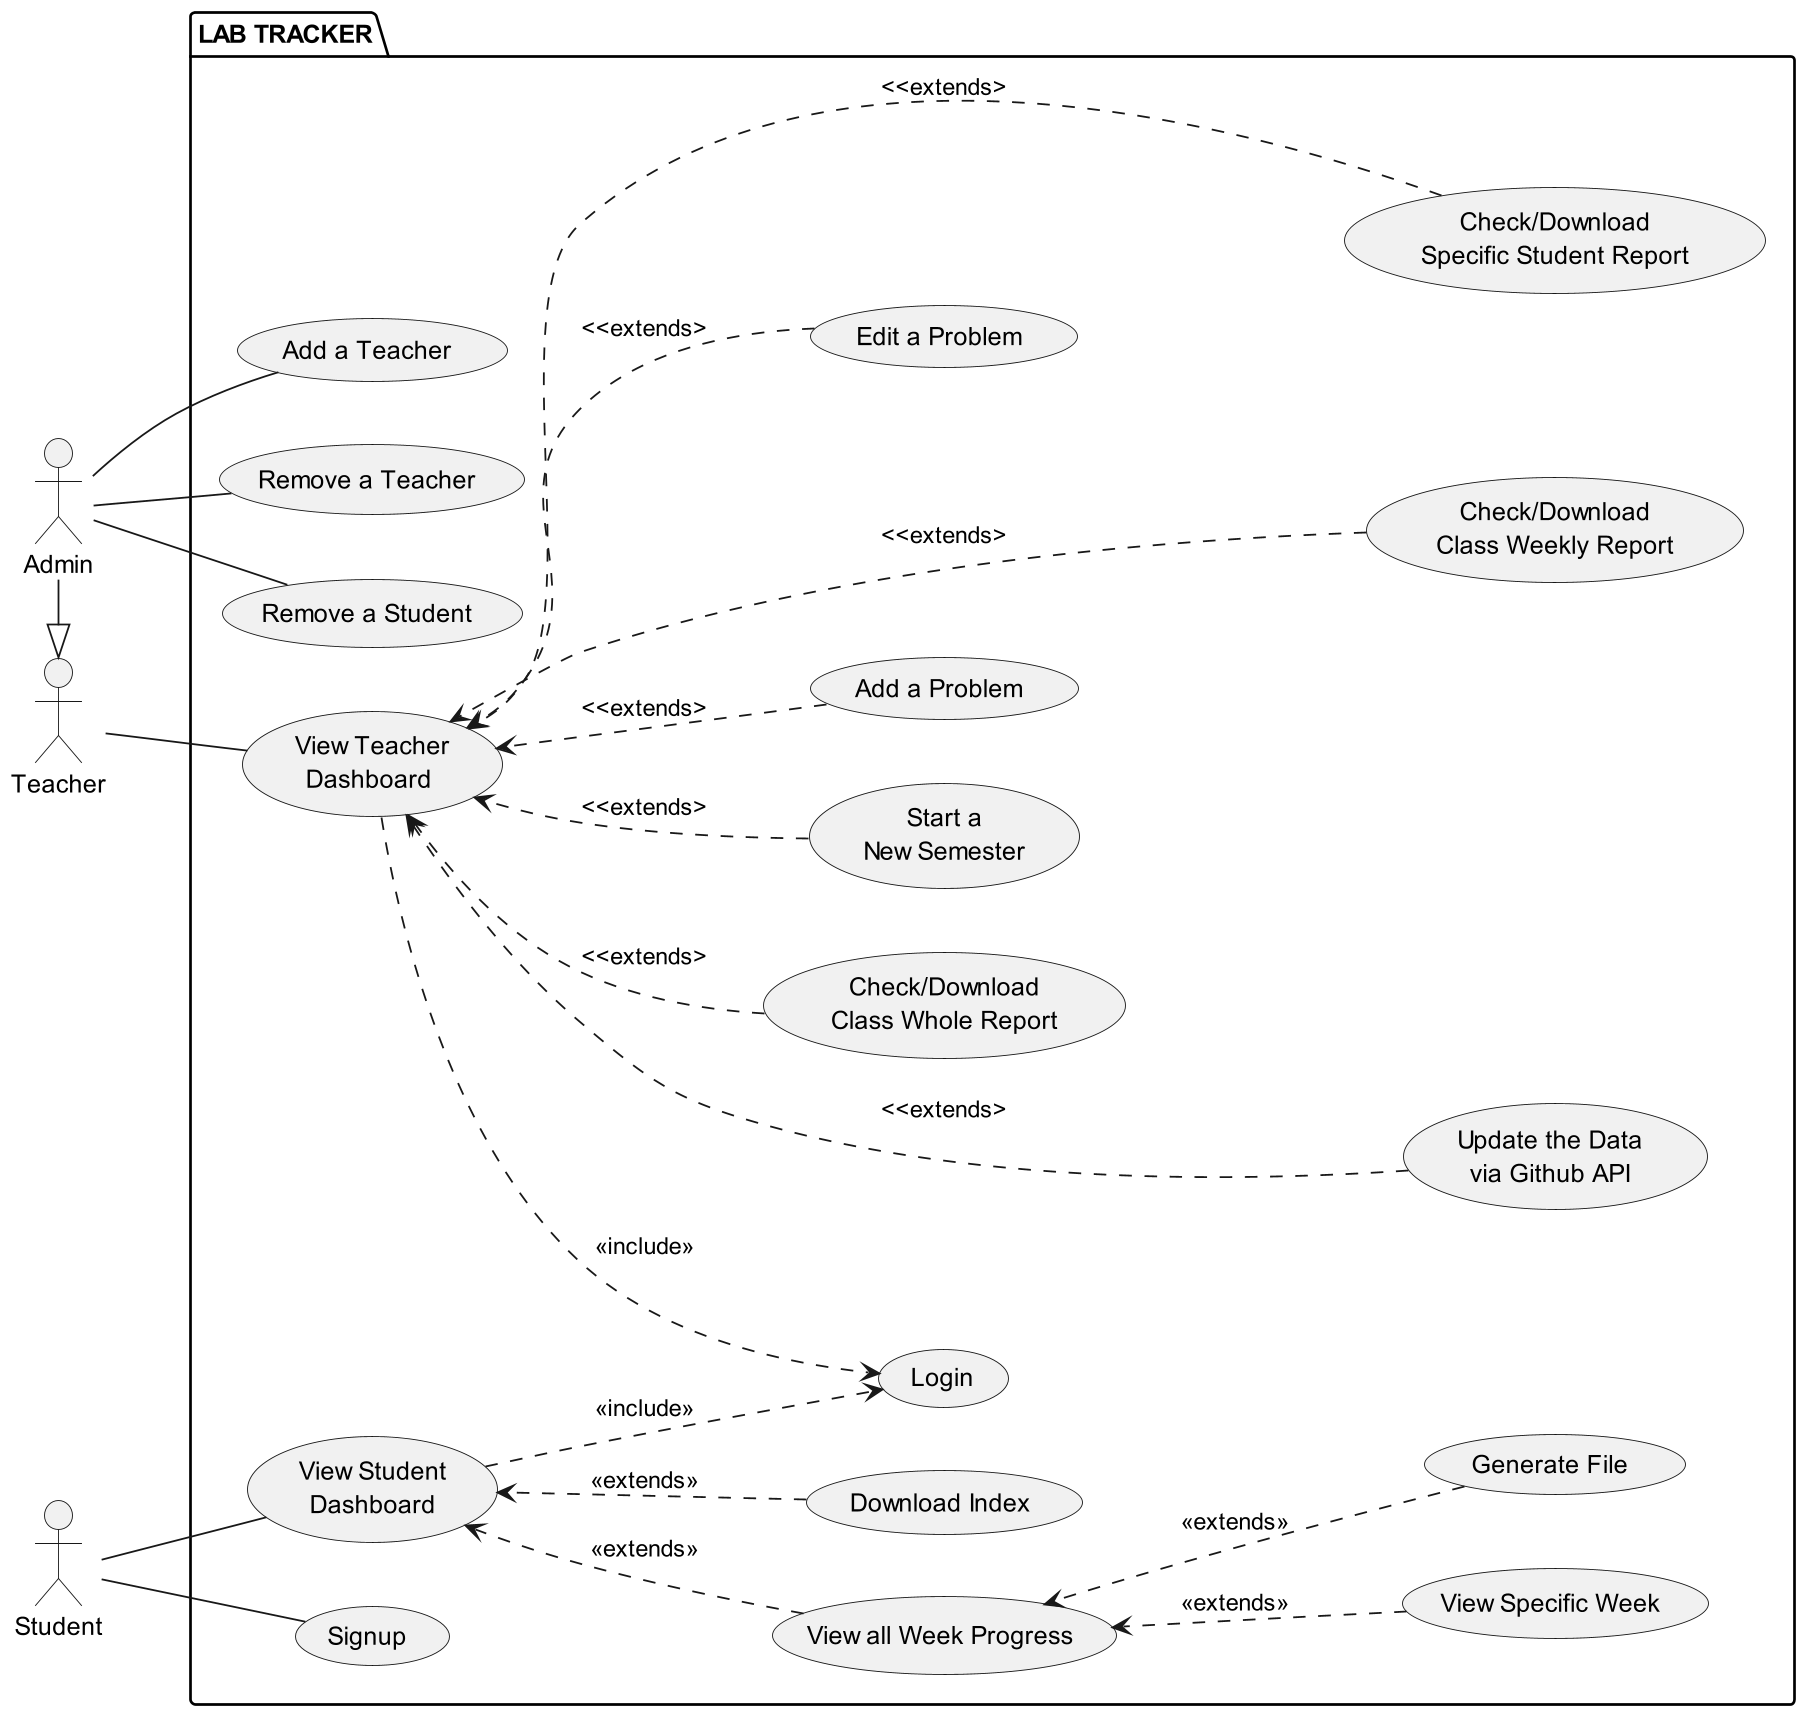 LAB TRACKER
<<extends>
Check/Download
Specific Student Report
<<extends>
Edit a Problem
Add a Teacher
Remove a Teacher
Admin
Check/Download
Class Weekly Report
<<extends>
Remove a Student
Add a Problem
<<extends>
View Teacher
Dashboard
Teacher
<<extends>
Start a
New Semester
<<extends>
Check/Download
Class Whole Report
<<extends>
Update the Data
via Github API
«include»
Login
«include»
View Student
Dashboard
«extends»
Download Index
Generate File
«extends»
«extends»
«extends»
View Specific Week
Student
Signup
View all Week Progress